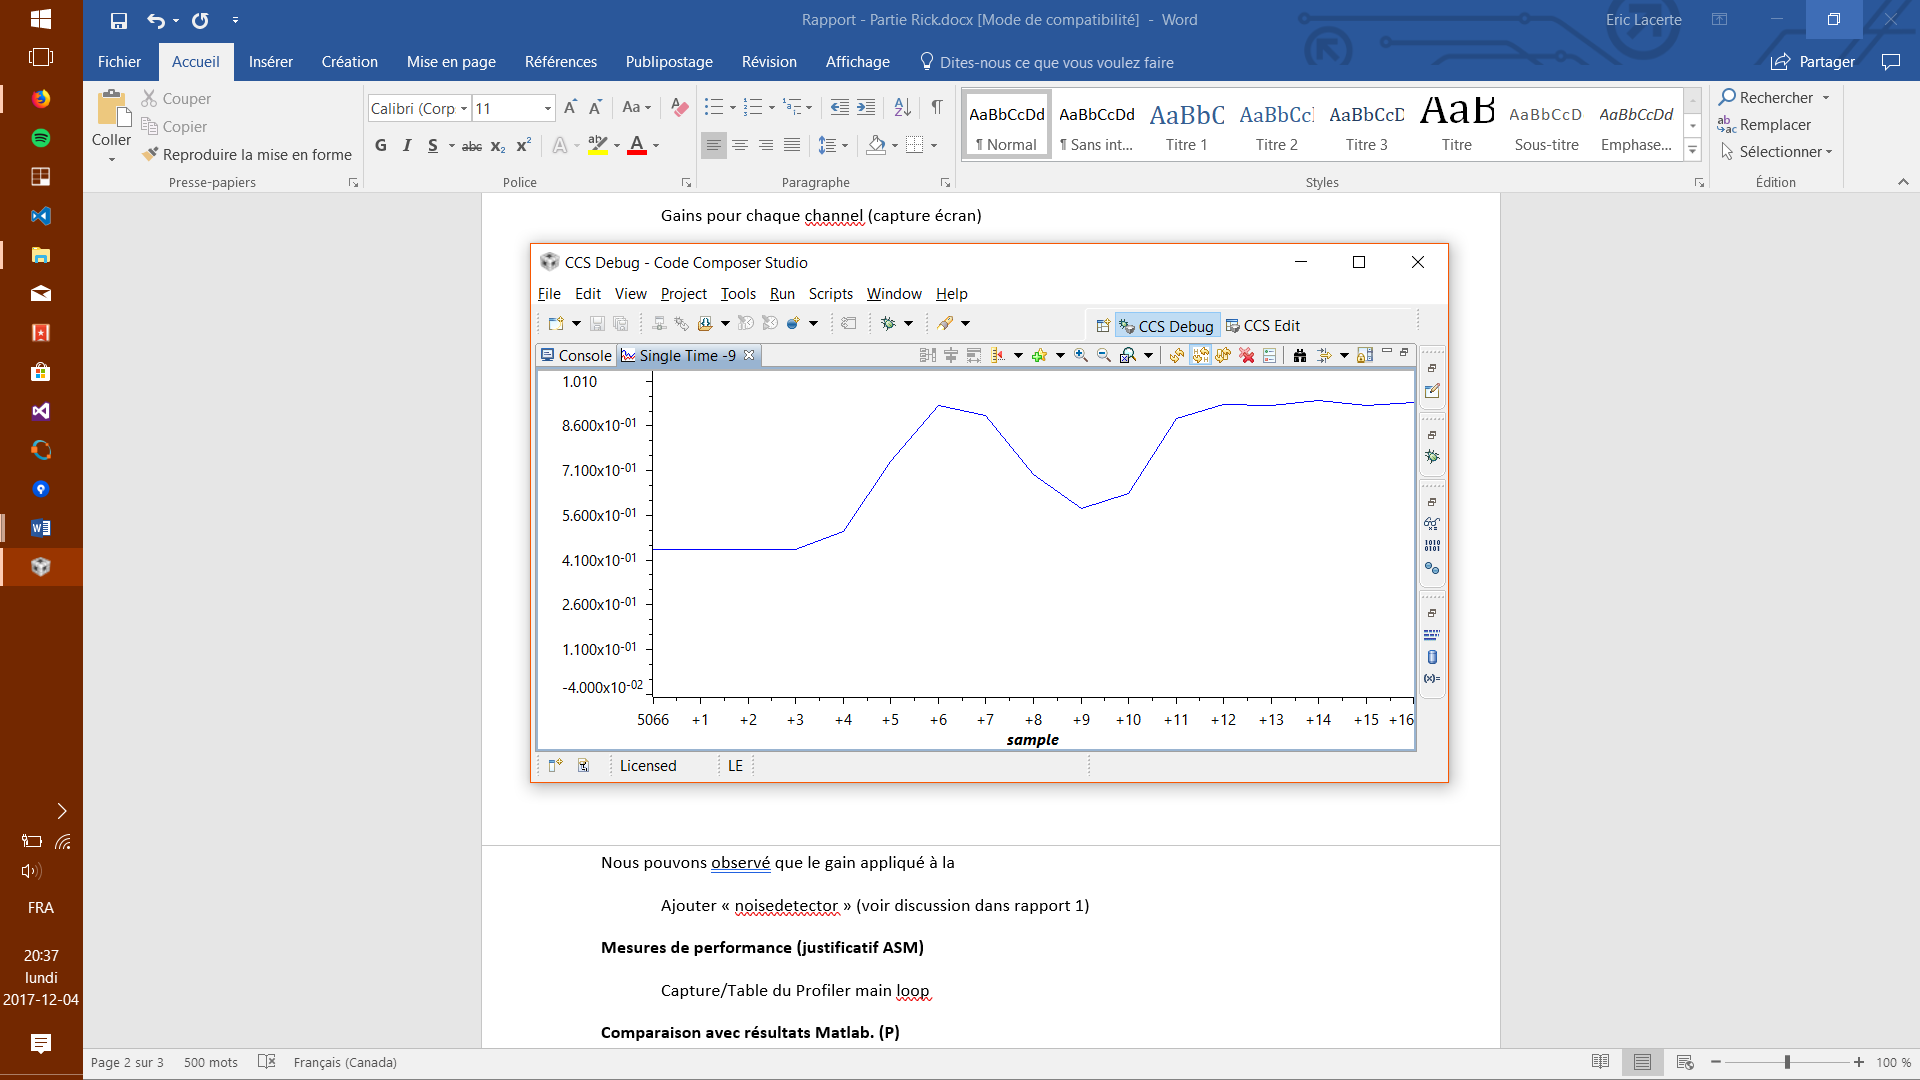 Rapport - Partie Rick.docx [Mode de compatibilité] - Word
Eric Lacerte
Fichier Accueil Insérer Création Mise en page Références Publipostage Révision Affichage Dites-nous ce que vous voulez faire Partager
Coller
Couper
Copier
Reproduire la mise en forme
Presse-papiers
Calibri (Corp 11
Aa
G I S abc x₂ x² A ab A
Police
Paragraphe
AaBbCcDd AaBbCcDd AaBbC AaBbCcI AaBbCcD AaB AaBbCcD AaBbCcDd
¶ Normal ¶ Sans int... Titre 1 Titre 2 Titre 3 Titre Sous-titre Emphase...
Styles
Rechercher
Remplacer
Sélectionner
Édition
Gains pour chaque channel (capture écran)
CCS Debug - Code Composer Studio
File Edit View Project Tools Run Scripts Window Help
CCS Debug CCS Edit
Console Single Time -9
1.010
8.600x10-01
7.100x10-01
5.600x10-01
4.100x10-01
2.600x10-01
1.100x10-01
-4.000x10-02
5066 +1 +2 +3 +4 +5 +6 +7 +8 +9 +10 +11 +12 +13 +14 +15 +16
sample
Licensed LE
Nous pouvons observé que le gain appliqué à la
Ajouter « noisedetector » (voir discussion dans rapport 1)
Mesures de performance (justificatif ASM)
Capture/Table du Profiler main loop
Comparaison avec résultats Matlab. (P)
FRA
20:37
lundi
2017-12-04
Page 2 sur 3 500 mots Français (Canada) 100 %